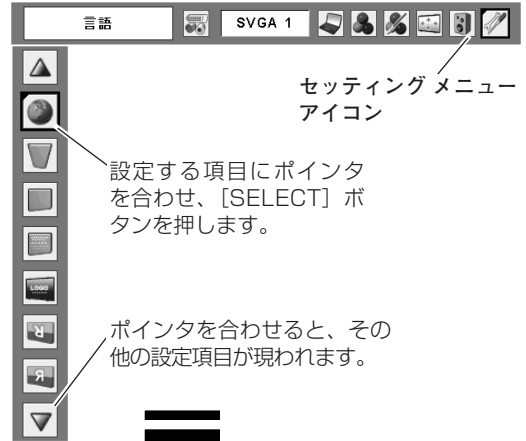 言語
SVGA 1
セッティング メニュー
アイコン
設定する項目にポインタ
を合わせ、［SELECT］ボ
タンを押します。
LOGO
ポインタを合わせると、その
他の設定項目が現われます。